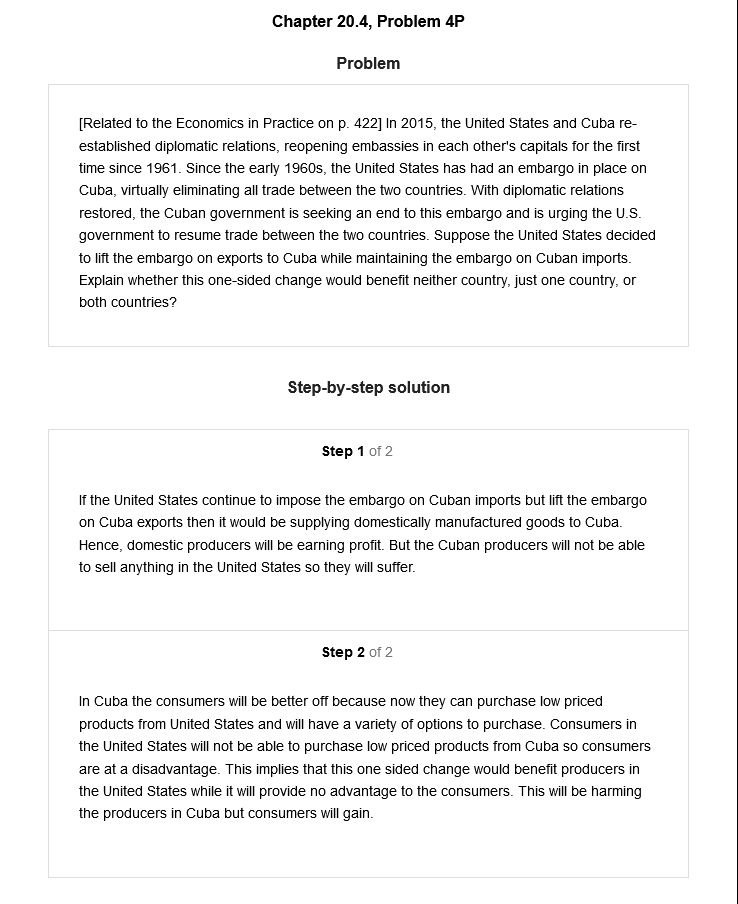 Chapter 20.4, Problem 4P
Problem
[Related to the Economics in Practice on p. 422] In 2015, the United States and Cuba re-
established diplomatic relations, reopening embassies in each other's capitals for the first
time since 1961. Since the early 1960s, the United States has had an embargo in place on
Cuba, virtually eliminating all trade between the two countries. With diplomatic relations
restored, the Cuban government is seeking an end to this embargo and is urging the U.S.
government to resume trade between the two countries. Suppose the United States decided
to lift the embargo on exports to Cuba while maintaining the embargo on Cuban imports.
Explain whether this one-sided change would benefit neither country, just one country, or
both countries?
Step-by-step solution
Step 1 of 2
If the United States continue to impose the embargo on Cuban imports but lift the embargo
on Cuba exports then it would be supplying domestically manufactured goods to Cuba.
Hence, domestic producers will be earning profit. But the Cuban producers will not be able
to sell anything in the United States so they will suffer.
Step 2 of 2
In Cuba the consumers will be better off because now they can purchase low priced
products from United States and will have a variety of options to purchase. Consumers in
the United States will not be able to purchase low priced products from Cuba so consumers
are at a disadvantage. This implies that this one sided change would benefit producers in
the United States while it will provide no advantage to the consumers. This will be harming
the producers in Cuba but consumers will gain.